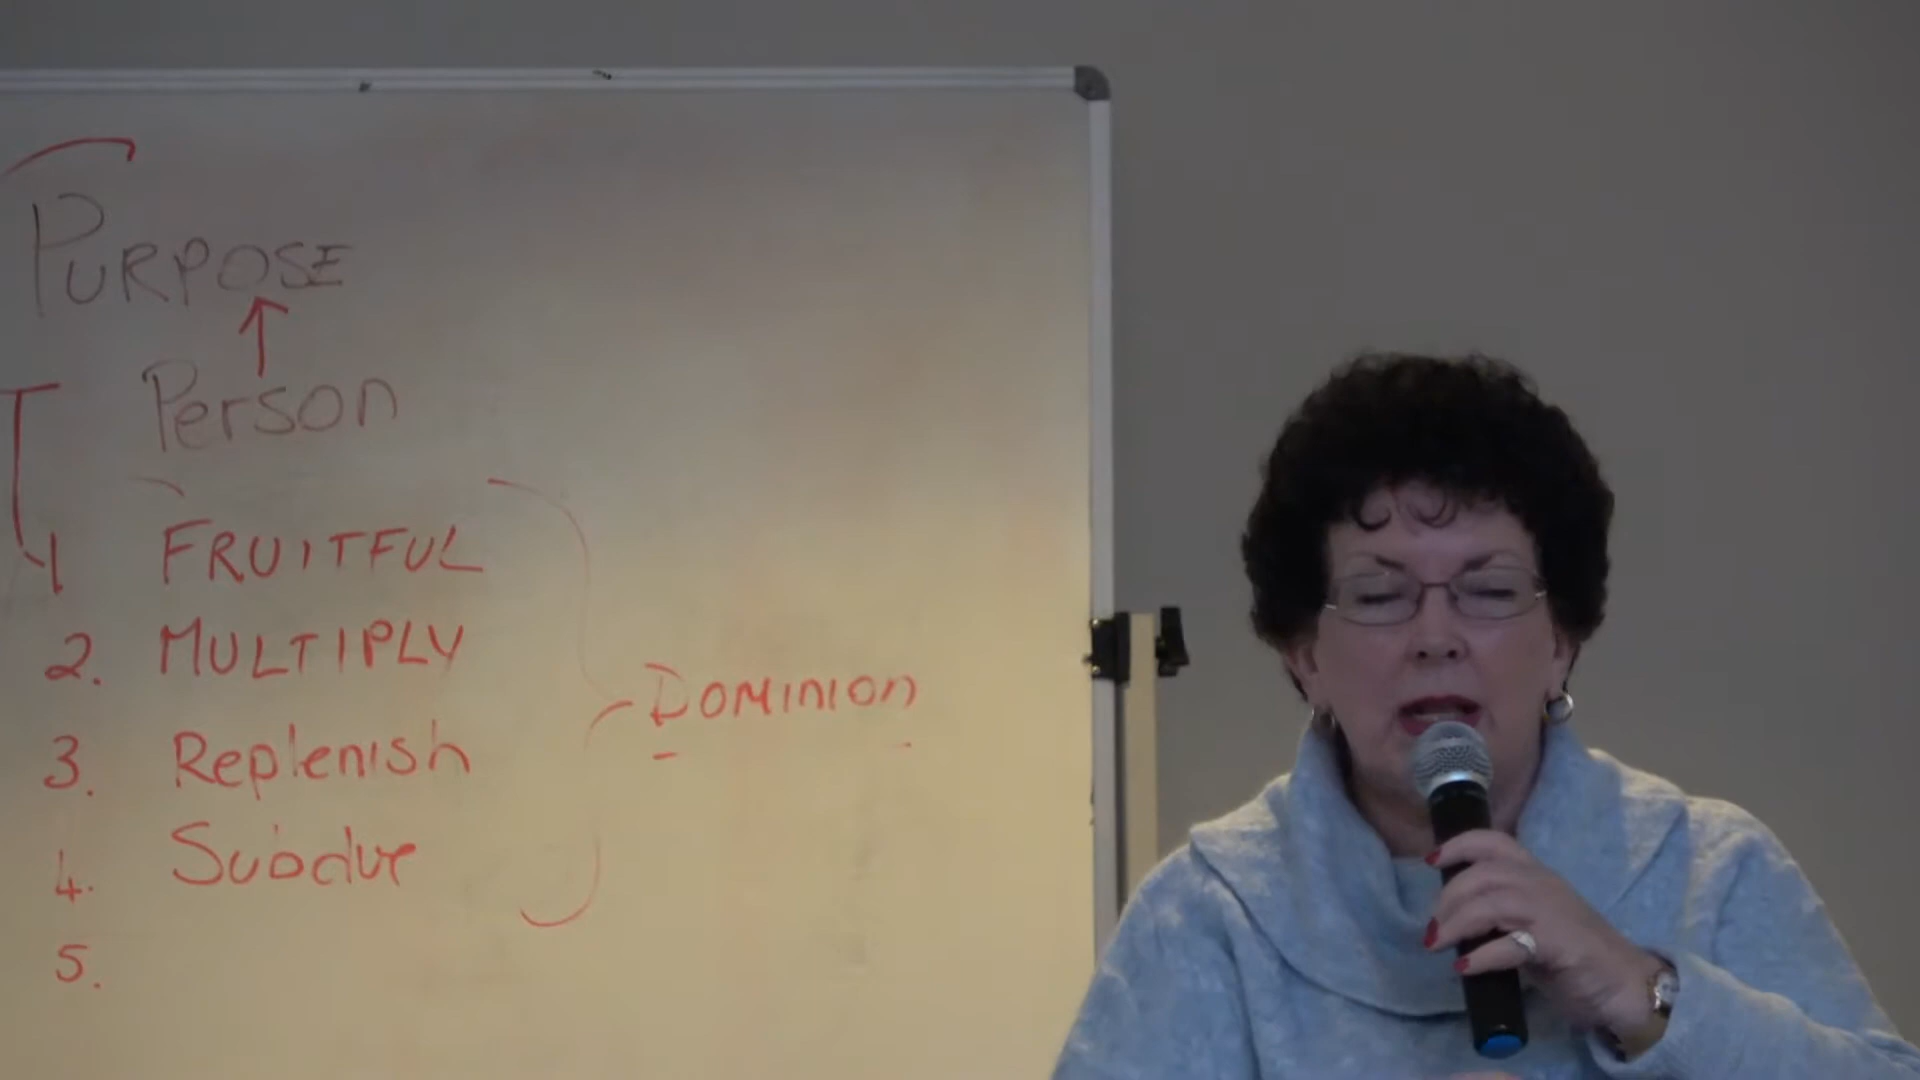 PURPOSE
Person
1 FRUITFUL
2. MULTIPLY
3. Replenish
4. Subdue
5.
DOMINION